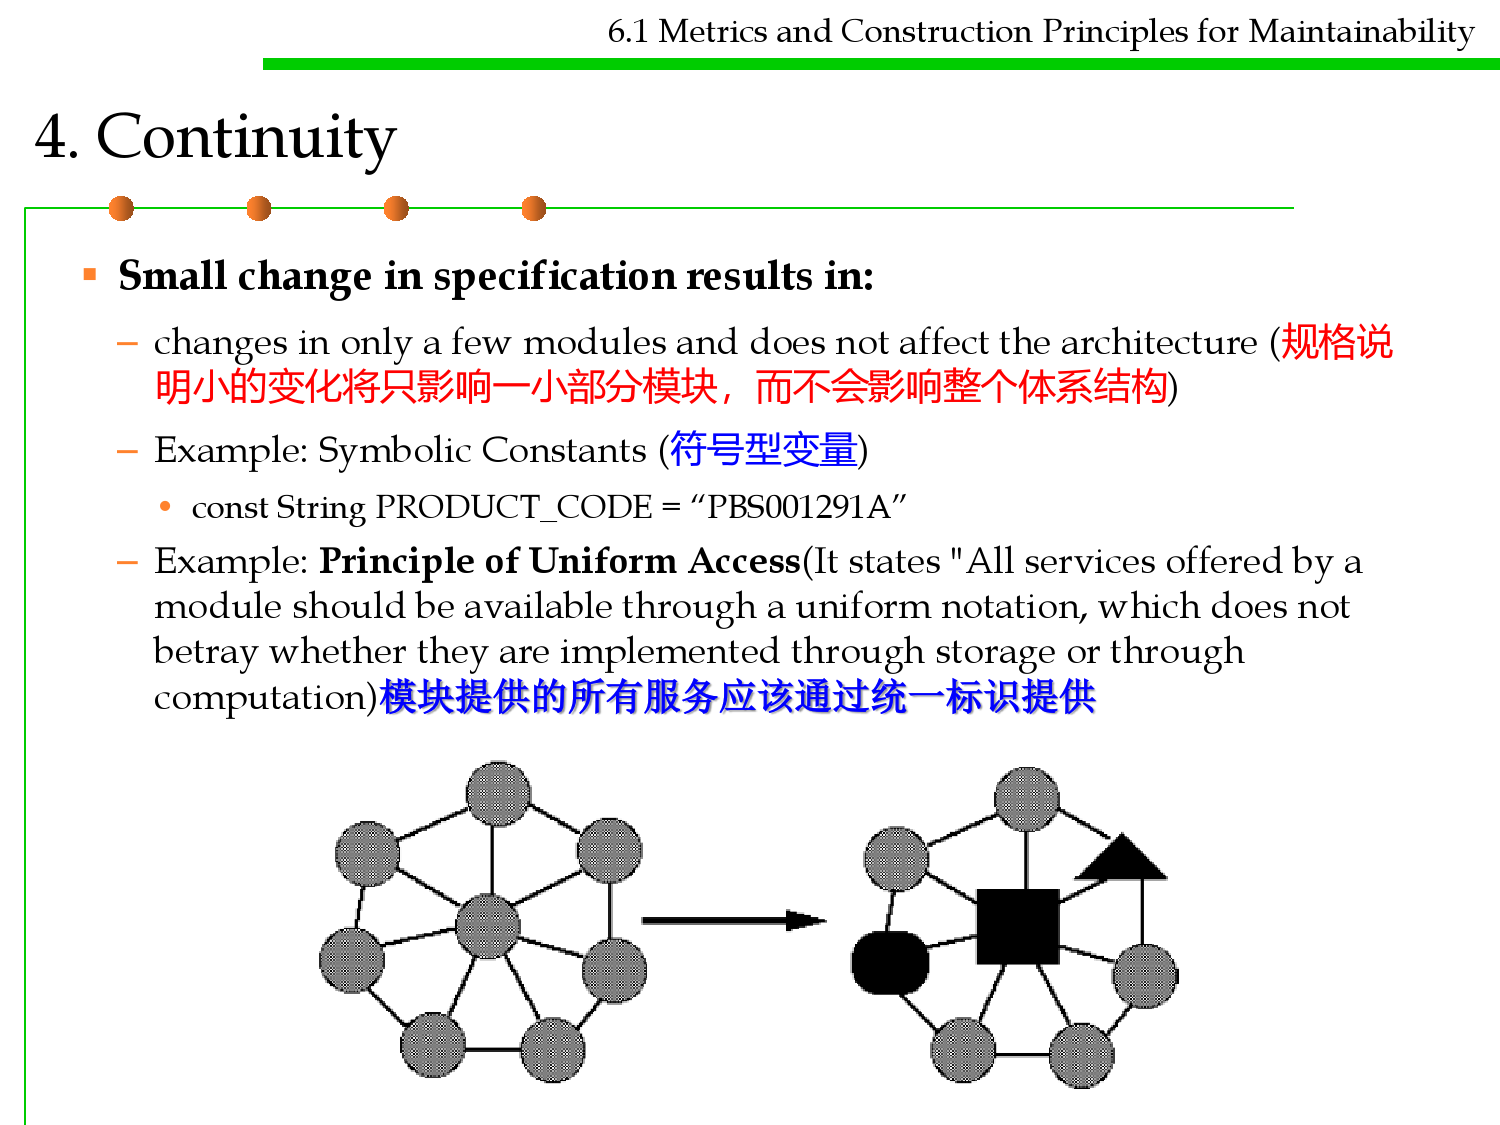 6.1 Metrics and Construction Principles for Maintainability
4. Continuity
▪ Small change in specification results in:
– changes in only a few modules and does not affect the architecture (规格说
明小的变化将只影响一小部分模块，而不会影响整个体系结构)
– Example: Symbolic Constants (符号型变量)
• const String PRODUCT_CODE = “PBS001291A”
– Example: Principle of Uniform Access(It states "All services offered by a
module should be available through a uniform notation, which does not
betray whether they are implemented through storage or through
computation)模块提供的所有服务应该通过统一标识提供